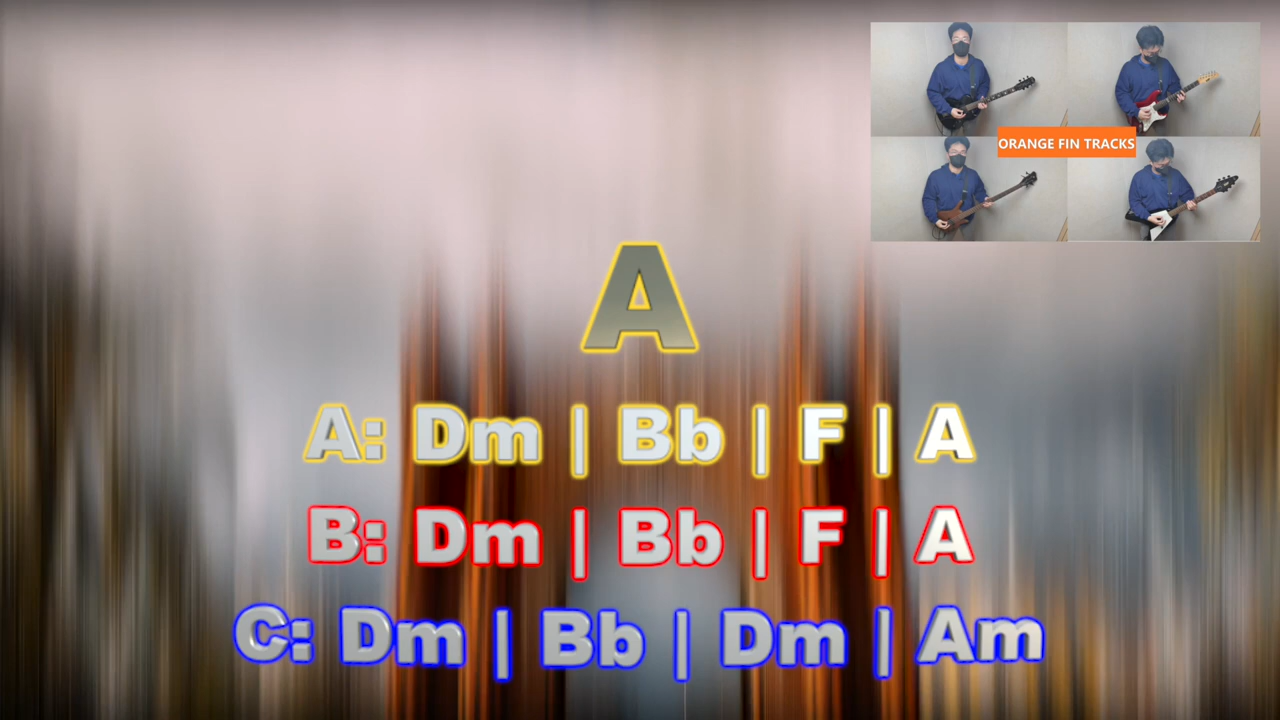 ORANGE FIN TRACKS
A
A: Dm | Bb | F | A
B: Dm | Bb | F | A
C: Dm | Bb | Dm | Am